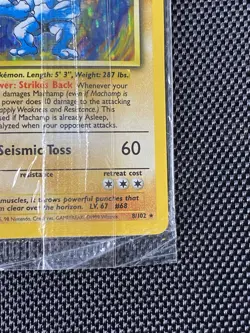 okémon. Length: 5' 3", Weight: 287 lbs.
wer: Strikes Back Whenever your
damages Machamp (even if Machamp is
power does 10 damage to the attacking
apply Weakness and Resistance.) This
ed if Machamp is already Asleep,
alyzed when your opponent attacks.
Seismic Toss 60
resistance retreat cost
muscles, it throws powerful punches that
m clear over the horizon. LV. 67 #68
8/102 ★